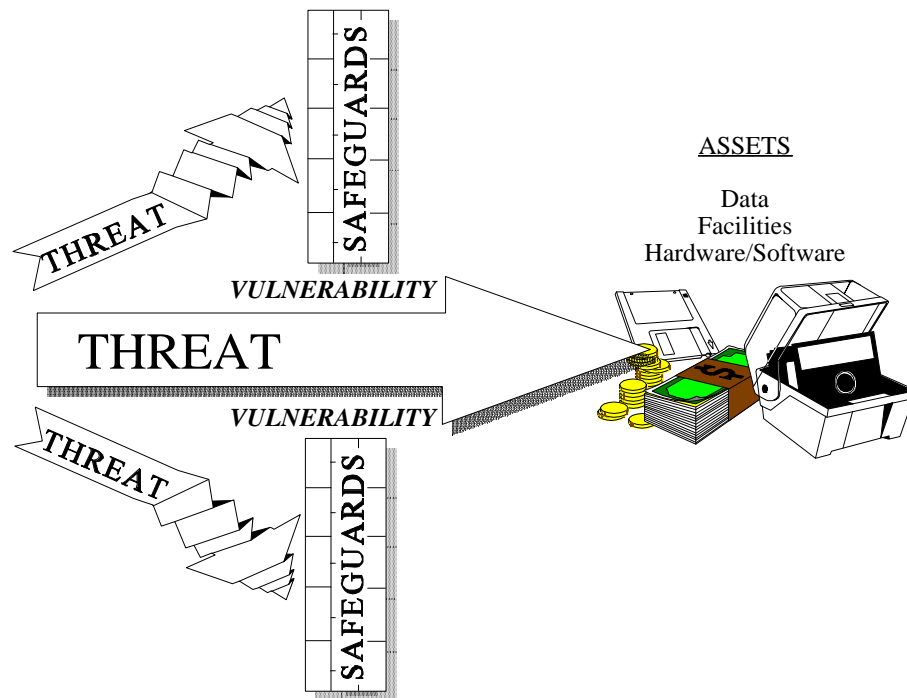 SAFEGUARDS
THREAT
ASSETS
Data
Facilities
Hardware/Software
VULNERABILITY
THREAT
$
VULNERABILITY
THREAT
SAFEGUARDS